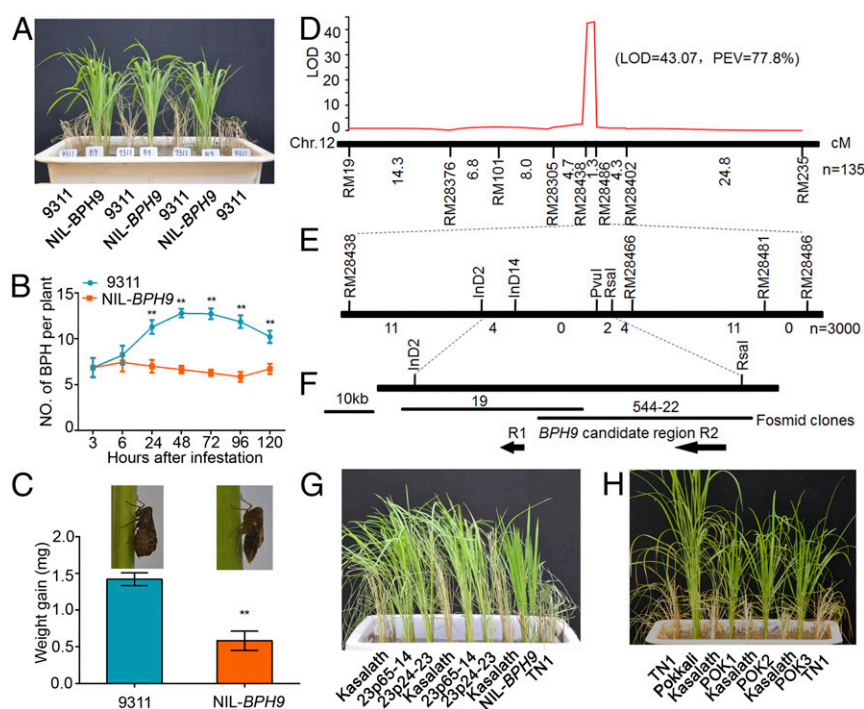 A
9311 B9 9311 B9 9311 B9 9311
9311
NIL-BPH9
9311
NIL-BPH9
9311
NIL-BPH9
9311
B
9311
NIL-BPH9
NO. of BPH per plant
15
10
5
0
** ** ** ** **
3 6 24 48 72 96 120
Hours after infestation
C
Weight gain (mg)
2.0
1.5
1.0
0.5
0.0
**
9311 NIL-BPH9
D
LOD
40
30
20
10
0
(LOD=43.07, PEV=77.8%)
Chr.12 cM
14.3 6.8 8.0 4.7 1.3 4.3 24.8 n=135
RM19 RM28376 RM101 RM28305 RM28438 RM28486 RM28402 RM235
E
RM28438 InD2 InD14 PvuI RsaI RM28466 RM28481 RM28486
11 4 0 2 4 11 0 n=3000
F
InD2 RsaI
10kb 19 544-22 Fosmid clones
R1 BPH9 candidate region R2
G
Kasalath
23p65-14
23p24-23
Kasalath
23p65-14
23p24-23
Kasalath
NIL-BPH9
TN1
H
TN1
Pokkali
Kasalath
POK1
Kasalath
POK2
Kasalath
POK3
TN1